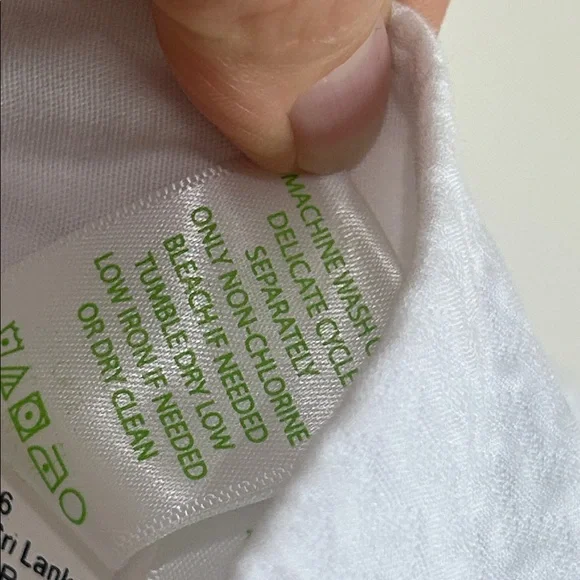 MACHINE WASH
DELICATE CYCLE
SEPARATELY
ONLY NON-CHLORINE
BLEACH IF NEEDED
TUMBLE DRY LOW
LOW IRON IF NEEDED
OR DRY CLEAN
6